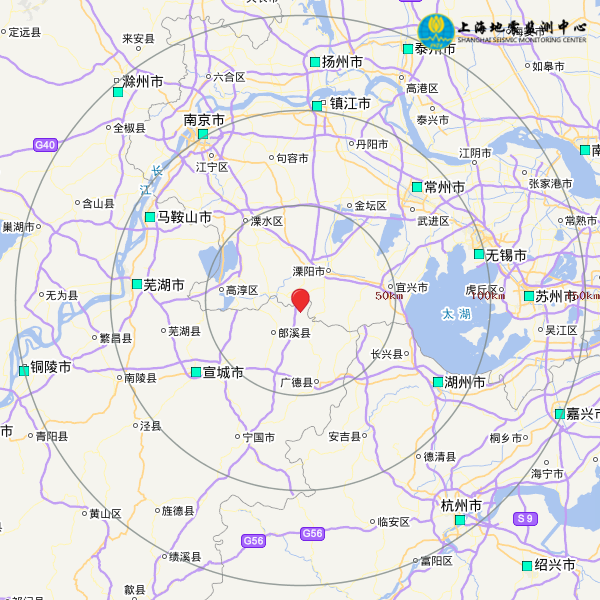 定远县
来安县
滁州市
六合区
扬州市
泰州市
上海地震监测中心
SHANGHAI SEISMIC MONITORING CENTER
如皋市
高港区
泰兴市
镇江市
南京市
全椒县
G40
江宁区
句容市
丹阳市
江阴市
南
张家港市
长
江
含山县
马鞍山市
溧水区
金坛区
常州市
武进区
常熟市
巢湖市
无锡市
溧阳市
芜湖市
高淳区
宜兴市
50km
虎丘区
100km
苏州市
150km
无为县
太湖
吴江区
繁昌县
芜湖县
郎溪县
长兴县
铜陵市
南陵县
宣城市
广德县
湖州市
嘉兴市
市
青阳县
泾县
宁国市
安吉县
桐乡市
德清县
海宁市
黄山区
旌德县
杭州市
临安区
S9
G56
G56
绩溪县
富阳区
绍兴市
歙县